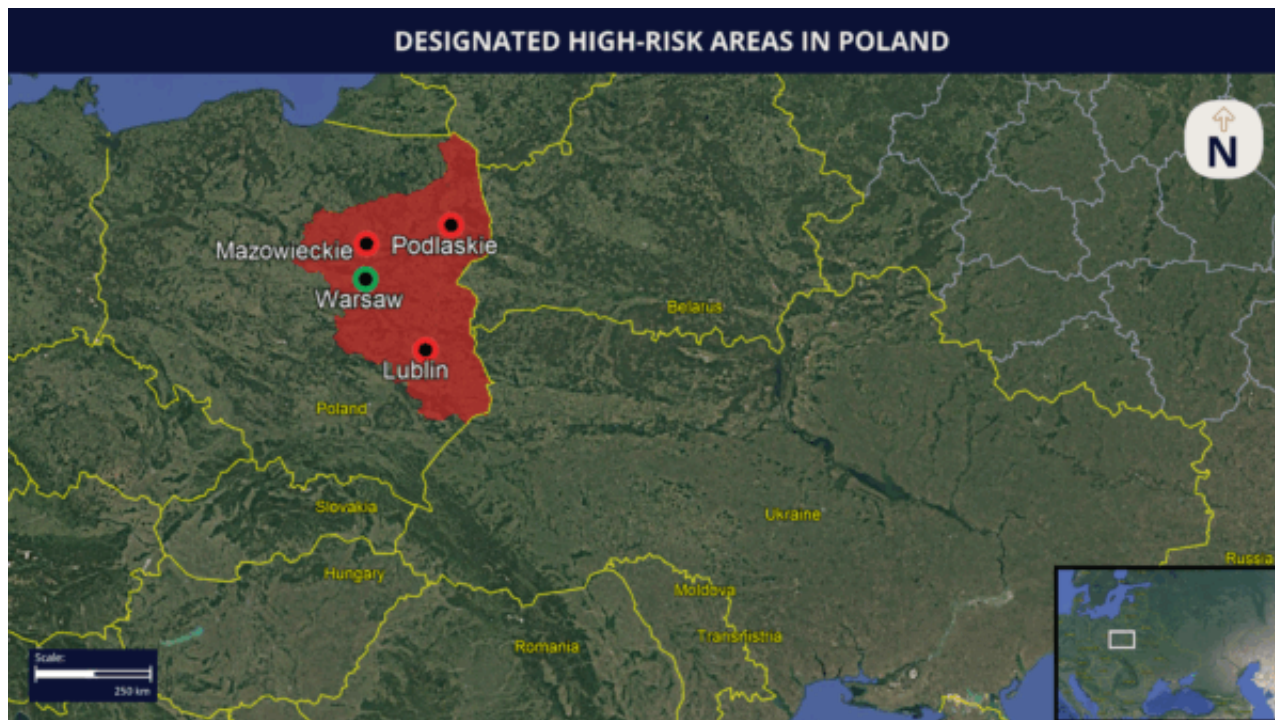 DESIGNATED HIGH-RISK AREAS IN POLAND
N
Mazowieckie
Podlaskie
Warsaw
Belarus
Lublin
Poland
Slovakia
Ukraine
Russia
Hungary
Moldova
Transnistria
Romania
Scale:
250 km